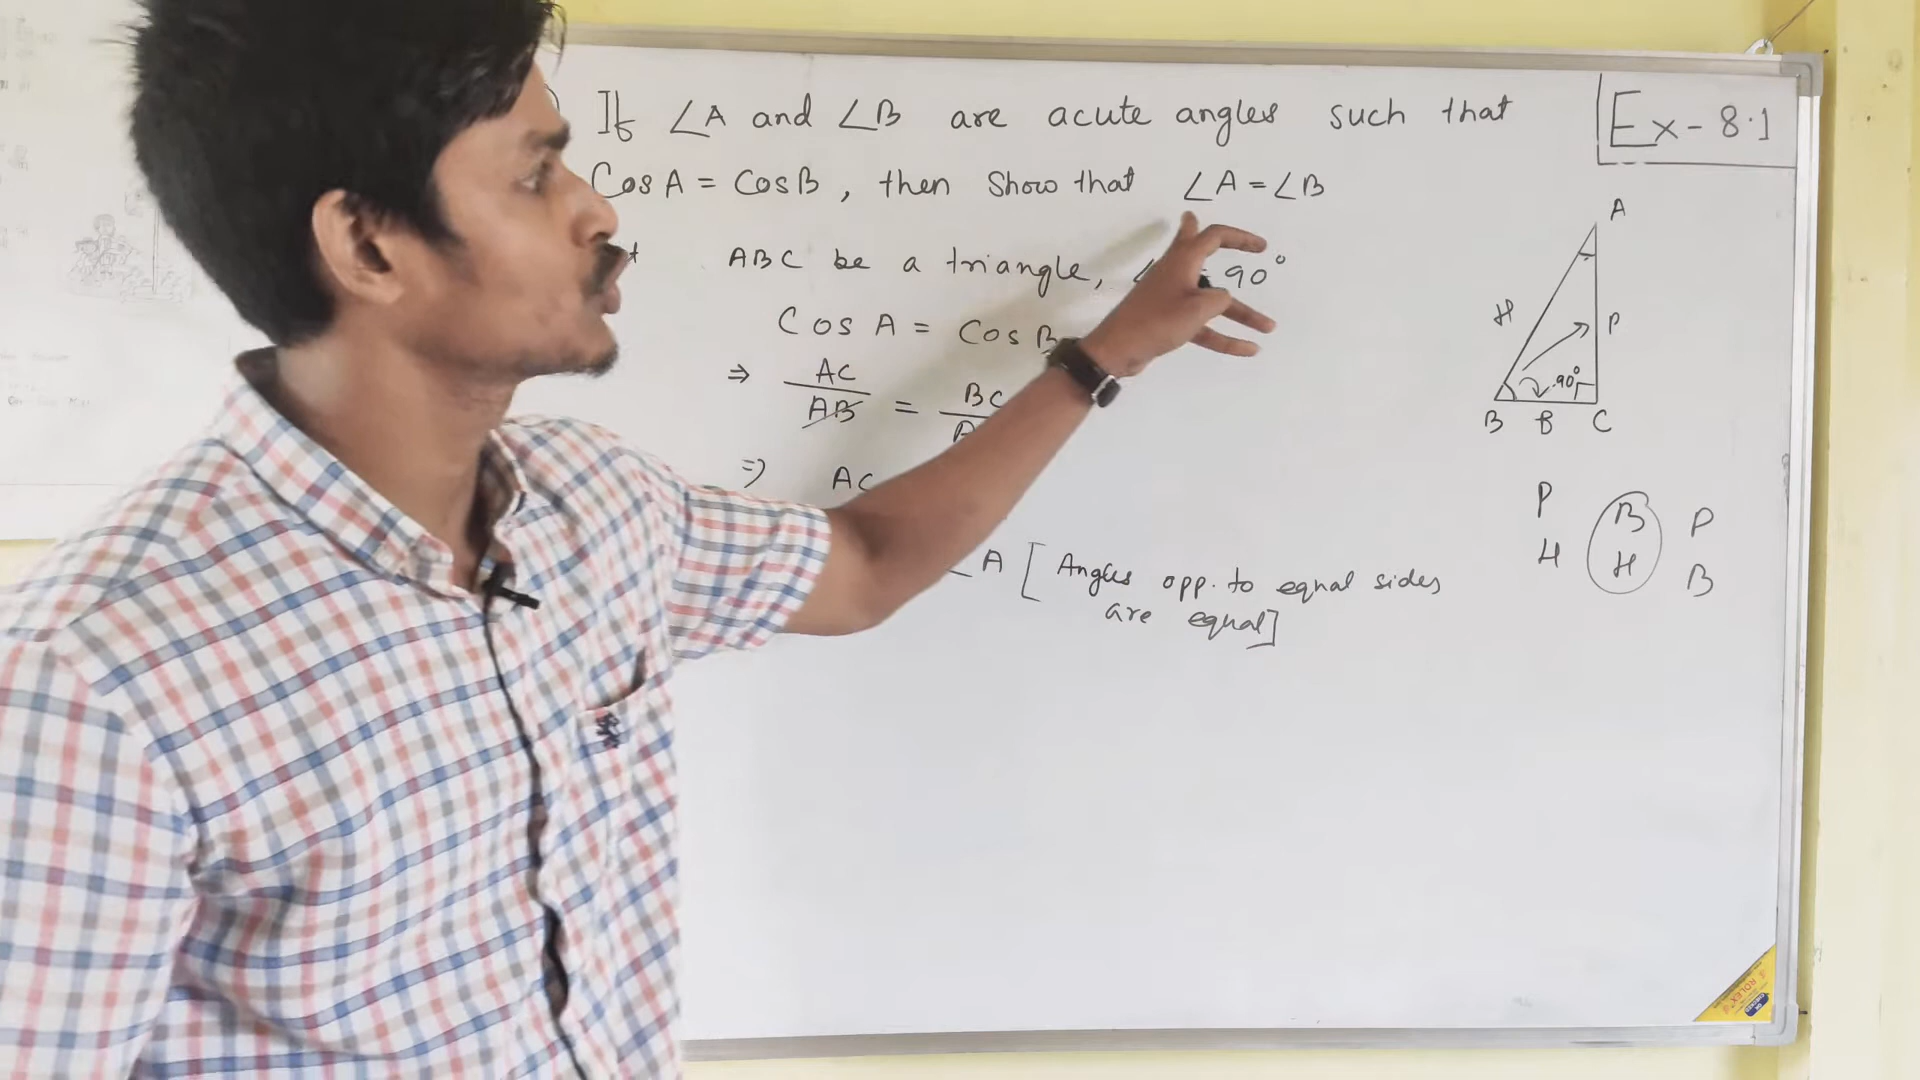 If ∠A and ∠B are acute angles such that
Cos A = Cos B , then Show that ∠A = ∠B
ABC be a triangle, 90°
Cos A = Cos B
⇒ AC/AB = BC
⇒ AC
A [Angles opp. to equal sides
are equal]
Ex - 8.1
A
H P
90°
B B C
P B P
H H B
ROLEX